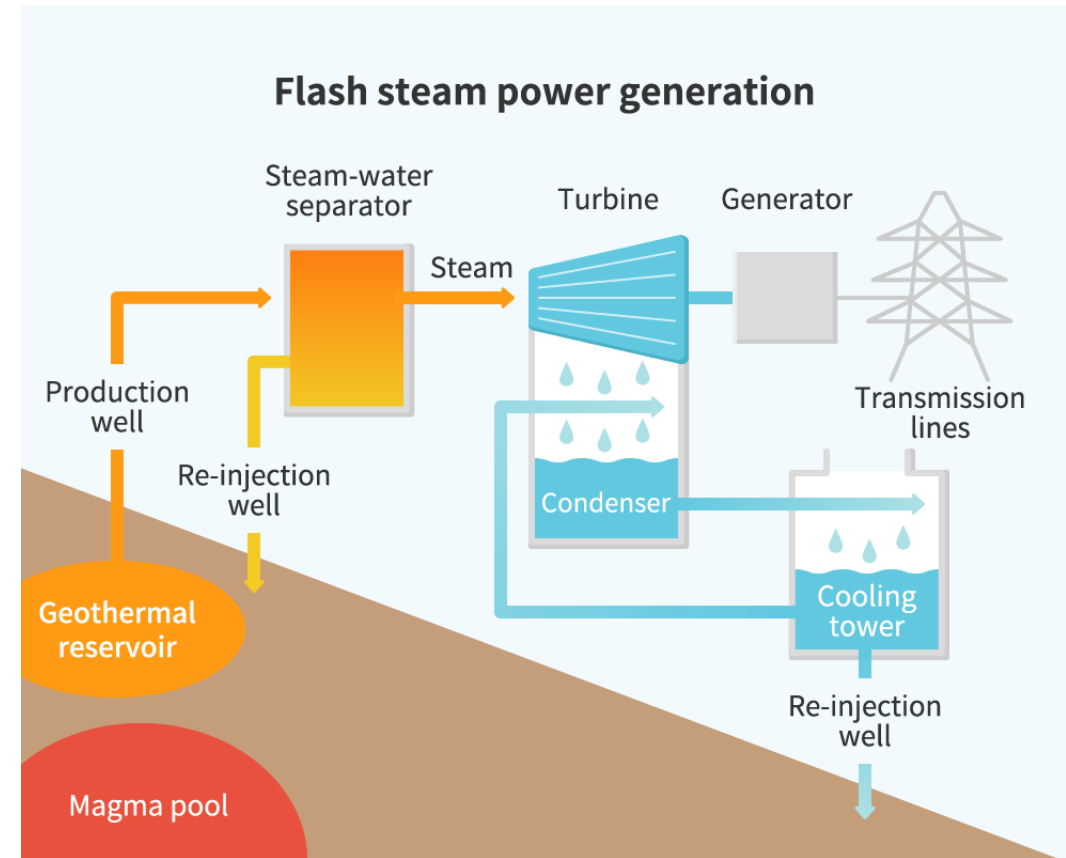 Flash steam power generation
Steam-water
separator
Turbine
Generator
Steam
Production
well
Transmission
lines
Re-injection
well
Condenser
Geothermal
reservoir
Cooling
tower
Re-injection
well
Magma pool